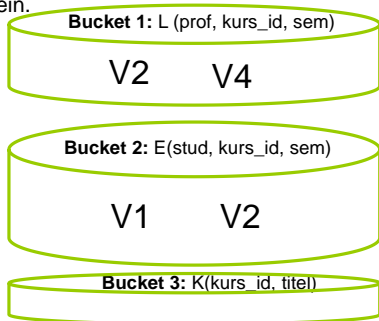 ein.
Bucket 1: L (prof, kurs_id, sem)
V2 V4
Bucket 2: E(stud, kurs_id, sem)
V1 V2
Bucket 3: K(kurs_id, titel)